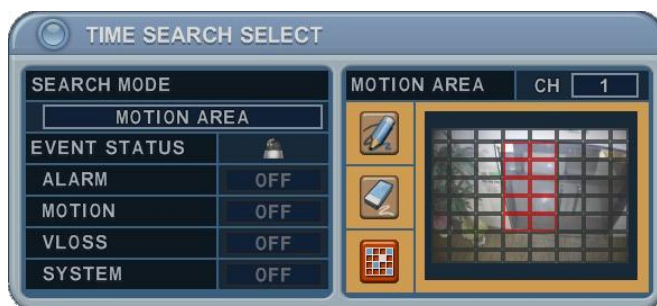 TIME SEARCH SELECT
SEARCH MODE
MOTION AREA
EVENT STATUS
ALARM OFF
MOTION OFF
VLOSS OFF
SYSTEM OFF
MOTION AREA CH 1